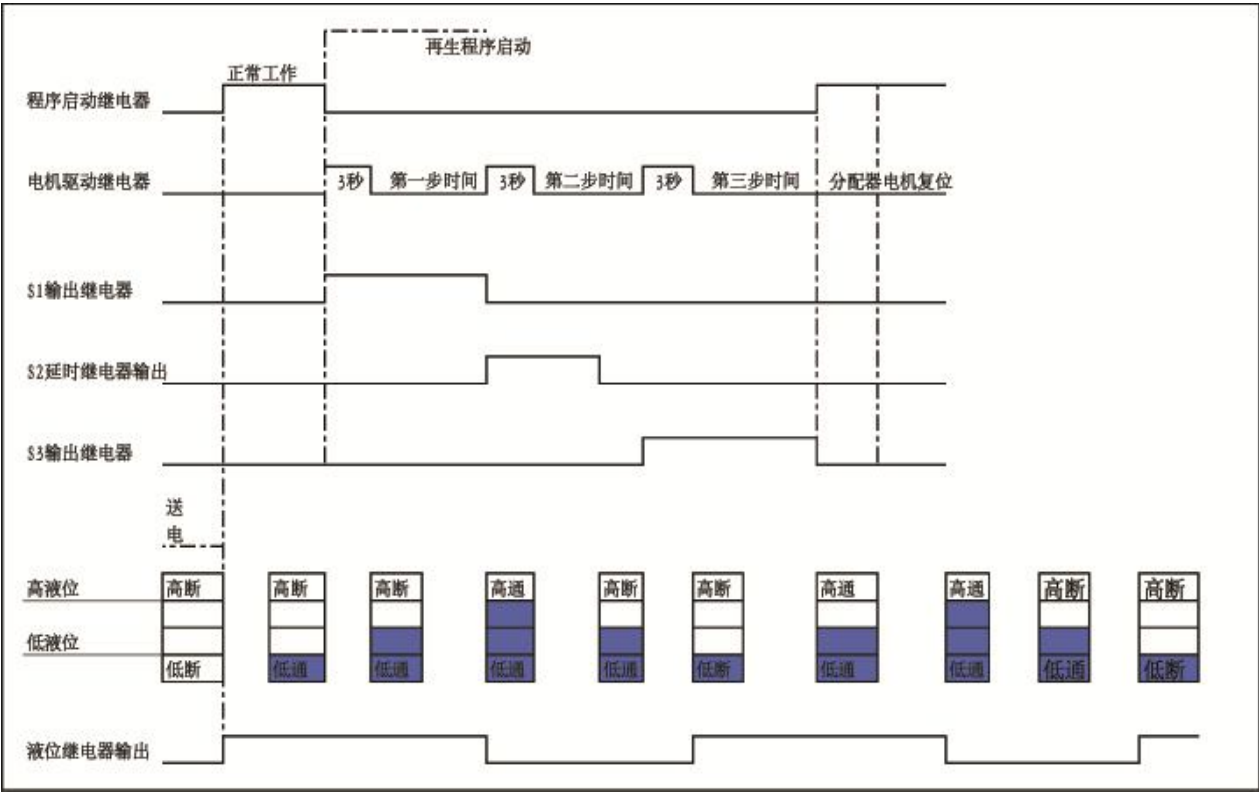 再生程序启动
正常工作
程序启动继电器
电机驱动继电器 3秒 第一步时间 3秒 第二步时间 3秒 第三步时间 分配器电机复位
S1输出继电器
S2延时继电器输出
S3输出继电器
送
电
高液位 高断 高断 高断 高通 高断 高断 高通 高通 高断 高断
低液位
低断 低通 低通 低通 低通 低断 低通 低通 低通 低断
液位继电器输出